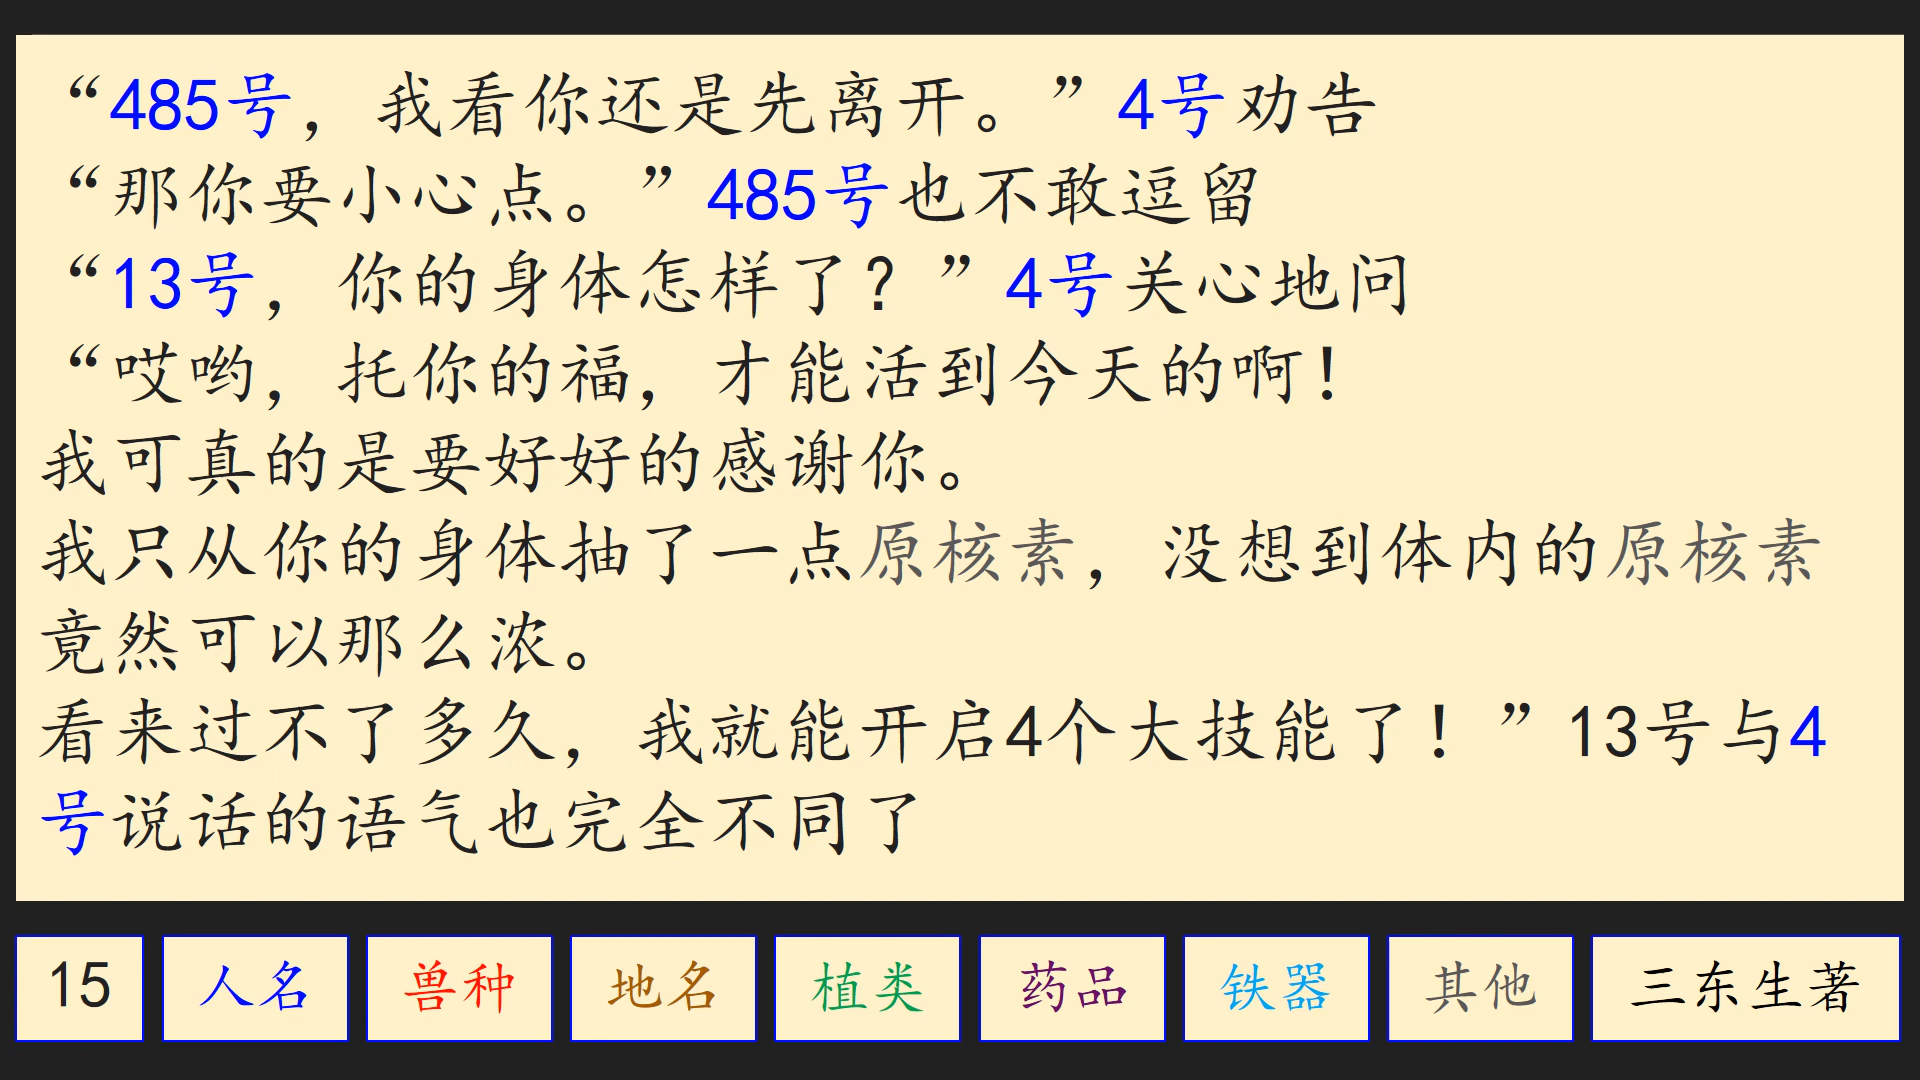 “485号，我看你还是先离开。”4号劝告
“那你要小心点。”485号也不敢逗留
“13号，你的身体怎样了？”4号关心地问
“哎哟，托你的福，才能活到今天的啊！
我可真的是要好好的感谢你。
我只从你的身体抽了一点原核素，没想到体内的原核素
竟然可以那么浓。
看来过不了多久，我就能开启4个大技能了！”13号与4
号说话的语气也完全不同了
15 人名 兽种 地名 植类 药品 铁器 其他 三东生著